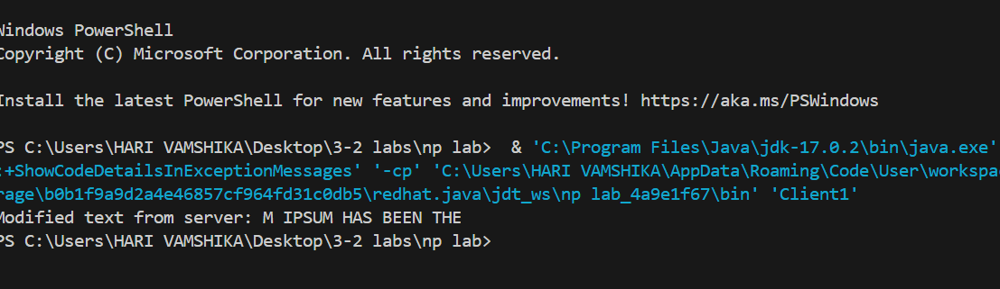 Windows PowerShell
Copyright (C) Microsoft Corporation. All rights reserved.
Install the latest PowerShell for new features and improvements! https://aka.ms/PSWindows
PS C:\Users\HARI VAMSHIKA\Desktop\3-2 labs\np lab>  & 'C:\Program Files\Java\jdk-17.0.2\bin\java.exe'
:+ShowCodeDetailsInExceptionMessages' '-cp' 'C:\Users\HARI VAMSHIKA\AppData\Roaming\Code\User\workspac
rage\b0b1f9a9d2a4e46857cf964fd31c0db5\redhat.java\jdt_ws\np lab_4a9e1f67\bin' 'Client1'
Modified text from server: M IPSUM HAS BEEN THE
PS C:\Users\HARI VAMSHIKA\Desktop\3-2 labs\np lab>